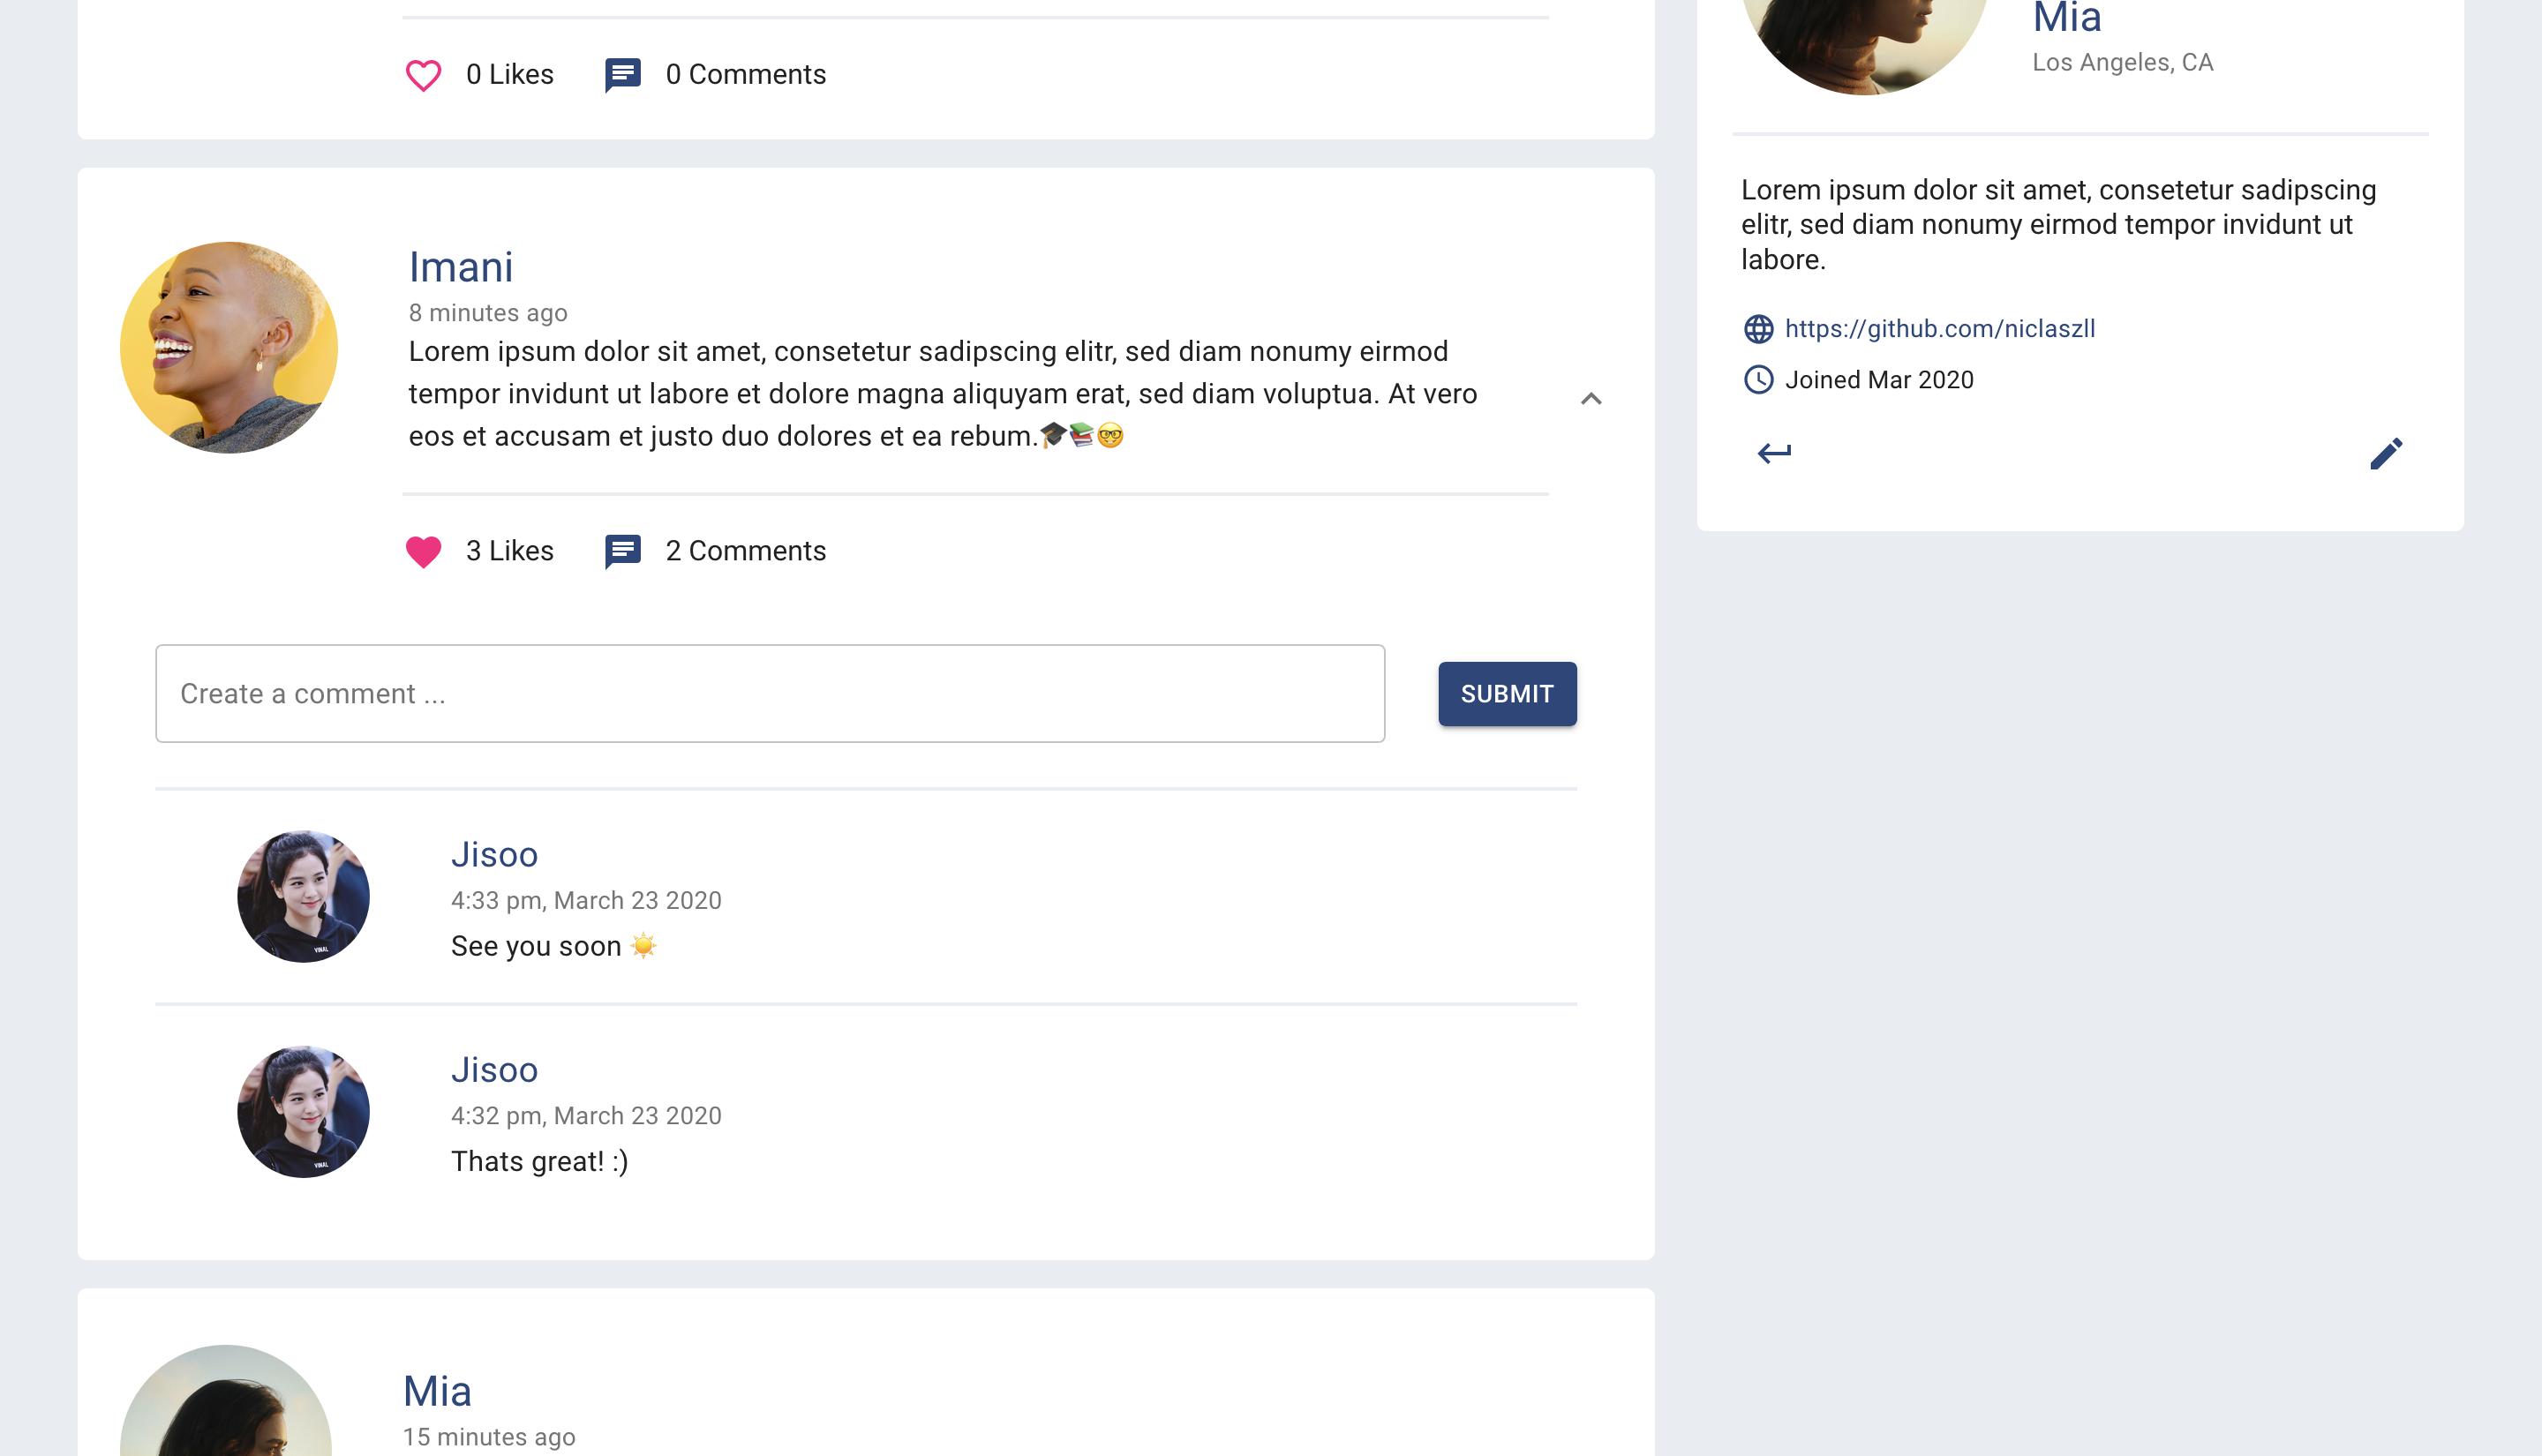 0 Likes
0 Comments
Imani
8 minutes ago
Lorem ipsum dolor sit amet, consetetur sadipscing elitr, sed diam nonumy eirmod
tempor invidunt ut labore et dolore magna aliquyam erat, sed diam voluptua. At vero
eos et accusam et justo duo dolores et ea rebum.🎓📚🤓
3 Likes
2 Comments
Create a comment ...
SUBMIT
Jisoo
4:33 pm, March 23 2020
See you soon ☀️
Jisoo
4:32 pm, March 23 2020
Thats great! :)
Mia
15 minutes ago
Mia
Los Angeles, CA
Lorem ipsum dolor sit amet, consetetur sadipscing
elitr, sed diam nonumy eirmod tempor invidunt ut
labore.
https://github.com/niclaszll
Joined Mar 2020